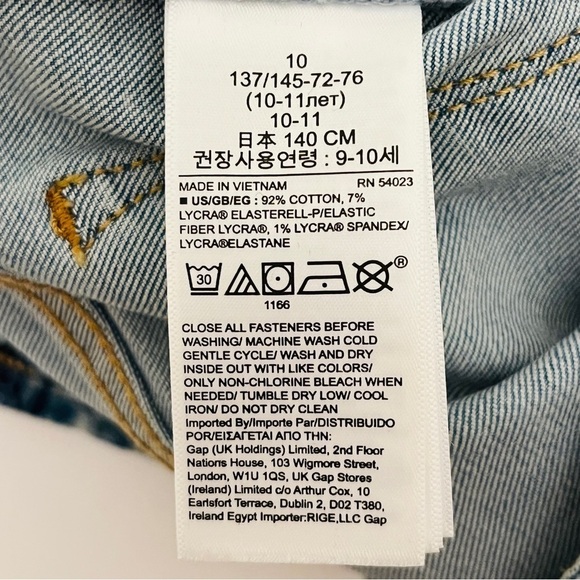 10
137/145-72-76
(10-11лет)
10-11
日本 140 CM
권장사용연령 : 9-10세
MADE IN VIETNAM RN 54023
■ US/GB/EG : 92% COTTON, 7%
LYCRA® ELASTERELL-P/ELASTIC
FIBER LYCRA®, 1% LYCRA® SPANDEX/
LYCRA®ELASTANE
30 ®
1166
CLOSE ALL FASTENERS BEFORE
WASHING/ MACHINE WASH COLD
GENTLE CYCLE/ WASH AND DRY
INSIDE OUT WITH LIKE COLORS/
ONLY NON-CHLORINE BLEACH WHEN
NEEDED/ TUMBLE DRY LOW/ COOL
IRON/ DO NOT DRY CLEAN
Imported By/Importe Par/DISTRIBUIDO
POR/ΕΙΣΑΓΕΤΑΙ ΑΠΟ ΤΗΝ:
Gap (UK Holdings) Limited, 2nd Floor
Nations House, 103 Wigmore Street,
London, W1U 1QS, UK Gap Stores
(Ireland) Limited c/o Arthur Cox, 10
Earlsfort Terrace, Dublin 2, D02 T380,
Ireland Egypt Importer:RIGE,LLC Gap